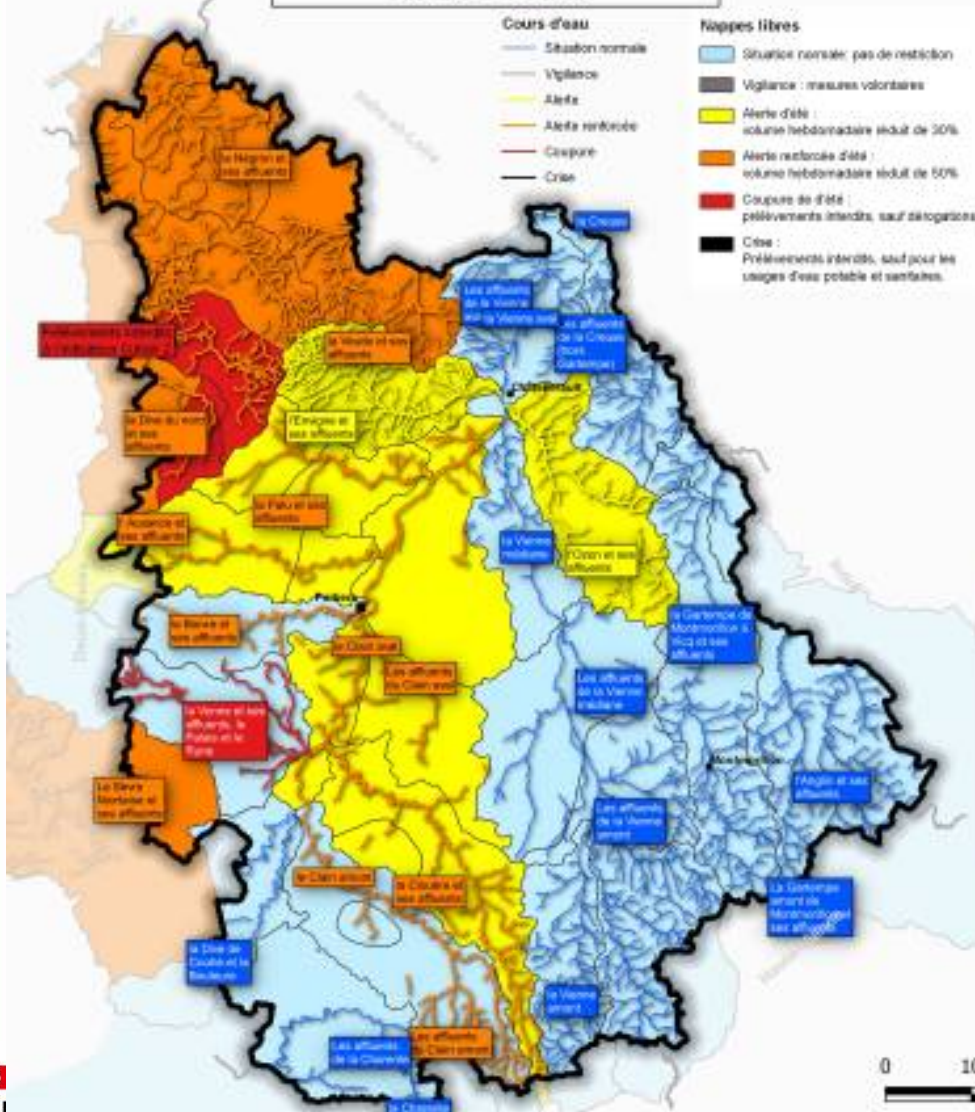 Cours d'eau
Situation normale
Vigilance
Alerte
Alerte renforcée
Coupure
Crise
Nappes libres
Situation normale: pas de restriction
Vigilance : mesures volontaires
Alerte d'été :
volume hebdomadaire réduit de 30%
Alerte renforcée d'été :
volume hebdomadaire réduit de 50%
Coupure de d'été :
prélèvements interdits, sauf dérogations
Crise :
Prélèvements interdits, sauf pour les
usages d'eau potable et sanitaires.
le Négron et
ses affluents
la Creuse
Les affluents
de la Vienne
la Vienne aval
Les affluents
de la Creuse
(hors
Gartempe)
la Veude et ses
affluents
la Dive du nord
et ses
affluents
l'Envigne et
ses affluents
la Pallu et ses
affluents
l'Auxance et
ses affluents
la Vienne
médiane
l'Ozon et ses
affluents
Poitiers
la Boivre et
ses affluents
le Clain aval
Les affluents
du Clain aval
la Gartempe de
Montmorillon à
Vicq et ses
affluents
Les affluents
de la Vienne
médiane
la Vonne et ses
affluents, le
Palais et le
Rune
Montmorillon
l'Anglin et ses
affluents
La Sèvre
Niortaise et
ses affluents
Les affluents
de la Vienne
amont
le Clain amont
la Clouère et
ses affluents
La Gartempe
amont de
Montmorillon et
ses affluents
la Dive de
Couhé et la
Bouleure
la Vienne
amont
Les affluents
de la Charente
Les affluents
du Clain amont
la Charente
0 10